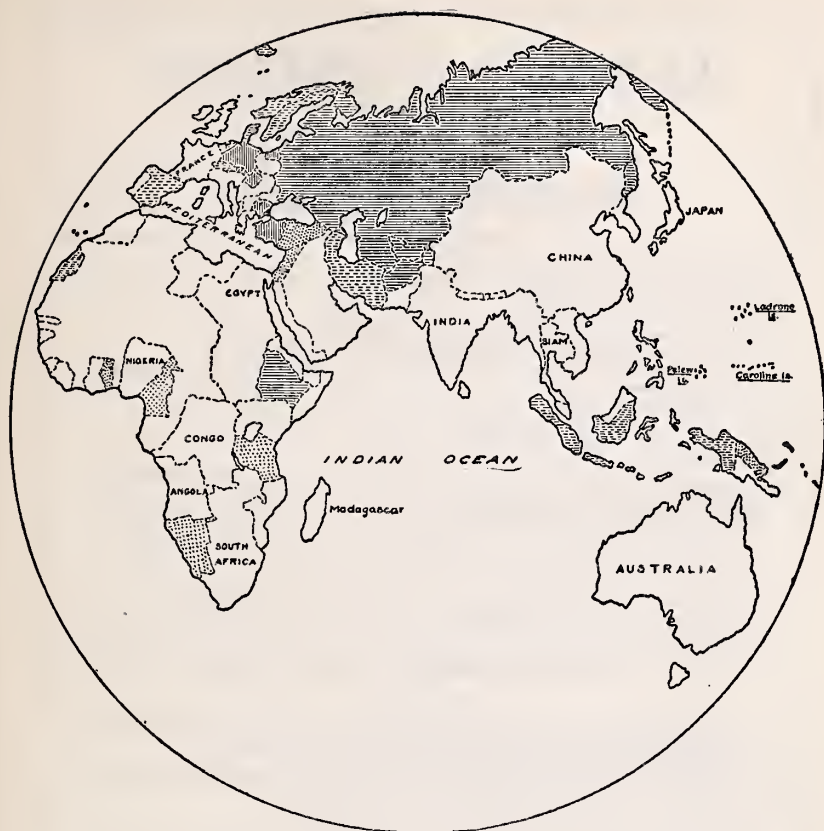 FRANCE
MEDITERRANEAN
JAPAN
CHINA
EGYPT
INDIA
SIAM
Ladrone
Is.
NIGERIA
P.I.
Pelew
Is.
Caroline Is.
CONGO
INDIAN OCEAN
ANGOLA
Madagascar
SOUTH
AFRICA
AUSTRALIA